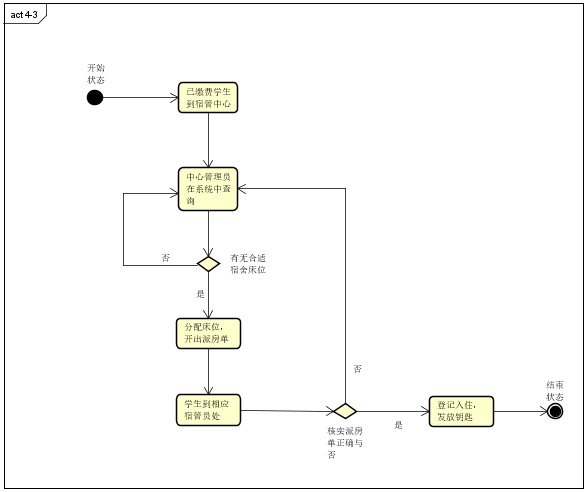 act 4-3
开始
状态
已缴费学生
到宿管中心
中心管理员
在系统中查
询
否
有无合适
宿舍床位
是
分配床位，
开出派房单
否
学生到相应
宿管员处
核实派房
单正确与
否
是
登记入住，
发放钥匙
结束
状态